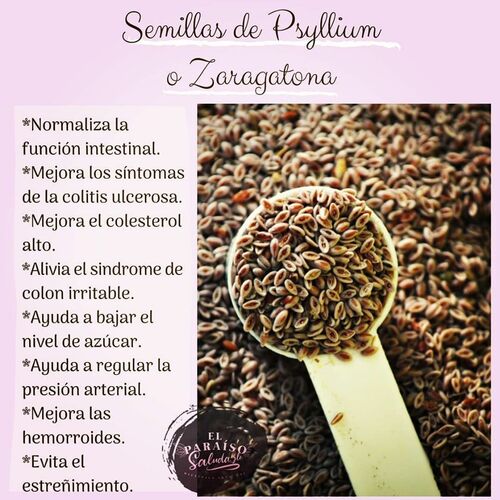 Semillas de Psyllium
o Zaragatona
*Normaliza la
función intestinal.
*Mejora los síntomas
de la colitis ulcerosa.
*Mejora el colesterol
alto.
*Alivia el sindrome de
colon irritable.
*Ayuda a bajar el
nivel de azúcar.
*Ayuda a regular la
presión arterial.
*Mejora las
hemorroides.
*Evita el
estreñimiento.
EL
PARAÍSO
Saludable